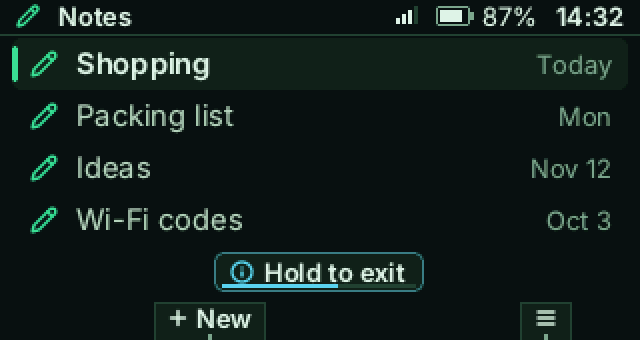 Notes 87% 14:32
Shopping Today
Packing list Mon
Ideas Nov 12
Wi-Fi codes Oct 3
Hold to exit
+ New